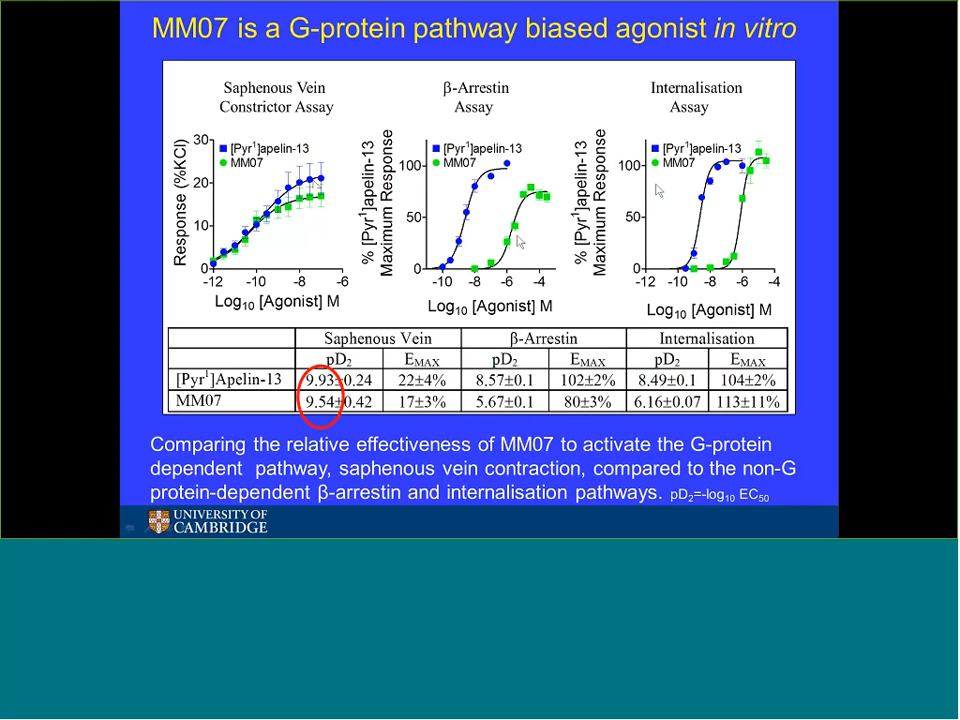 MM07 is a G-protein pathway biased agonist in vitro
Saphenous Vein
Constrictor Assay
β-Arrestin
Assay
Internalisation
Assay
Response (%KCl)
30
20
10
0
[Pyr¹]apelin-13
MM07
-12
-10
-8
-6
Log₁₀ [Agonist] M
% [Pyr¹]apelin-13
Maximum Response
100
50
0
[Pyr¹]apelin-13
MM07
-10
-8
-6
-4
Log₁₀ [Agonist] M
% [Pyr¹]apelin-13
Maximum Response
100
50
0
[Pyr¹]apelin-13
MM07
-12
-10
-8
-6
-4
Log₁₀ [Agonist] M
Saphenous Vein β-Arrestin Internalisation
pD₂ EMAX pD₂ EMAX pD₂ EMAX
[Pyr¹]Apelin-13 9.93±0.24 22±4% 8.57±0.1 102±2% 8.49±0.1 104±2%
MM07 9.54±0.42 17±3% 5.67±0.1 80±3% 6.16±0.07 113±11%
Comparing the relative effectiveness of MM07 to activate the G-protein
dependent pathway, saphenous vein contraction, compared to the non-G
protein-dependent β-arrestin and internalisation pathways. pD₂=-log₁₀ EC₅₀
UNIVERSITY OF
CAMBRIDGE